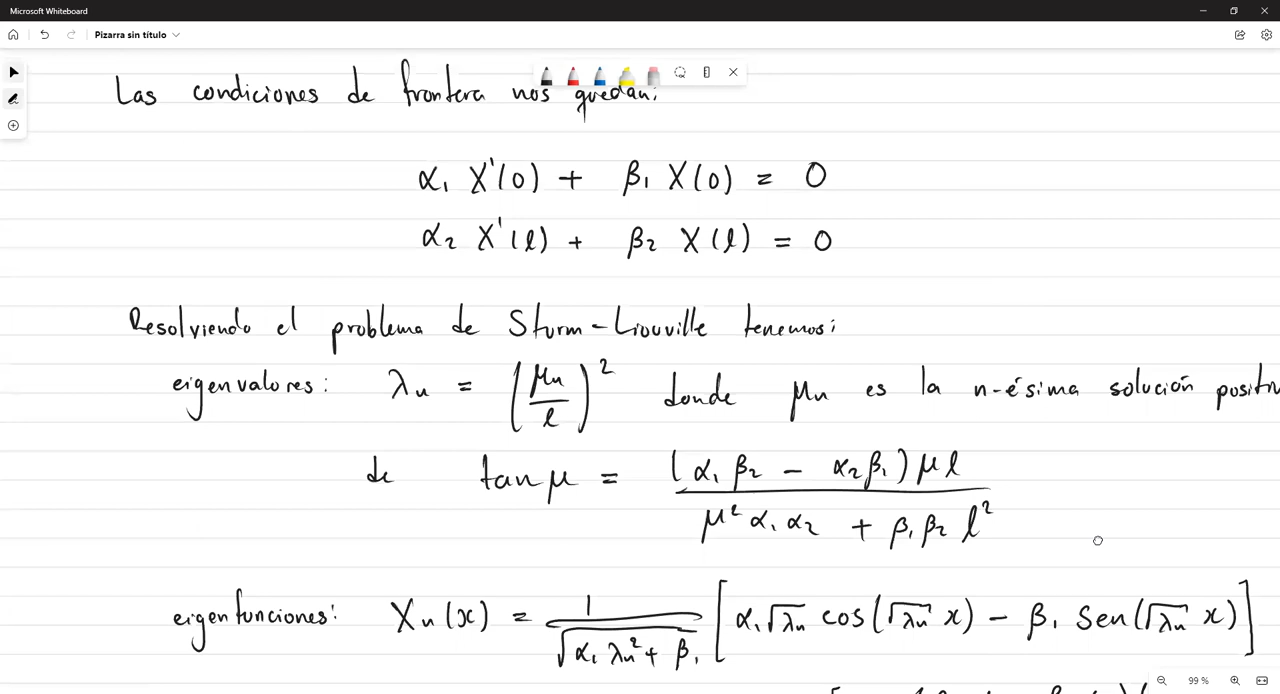 Microsoft Whiteboard
Pizarra sin título
Las condiciones de frontera nos quedan:
α₁ X'(0) + β₁ X(0) = 0
α₂ X'(l) + β₂ X(l) = 0
Resolviendo el problema de Sturm-Liouville tenemos:
eigenvalores: λₙ = (μₙ/l)² donde μₙ es la n-ésima solución positiv
de tan μ = (α₁β₂ - α₂β₁)μl / (μ²α₁α₂ + β₁β₂l²)
eigenfunciones: Xₙ(x) = 1/√(α₁λₙ² + β₁) [α₁√λₙ cos(√λₙ x) - β₁ sen(√λₙ x)]
99 %